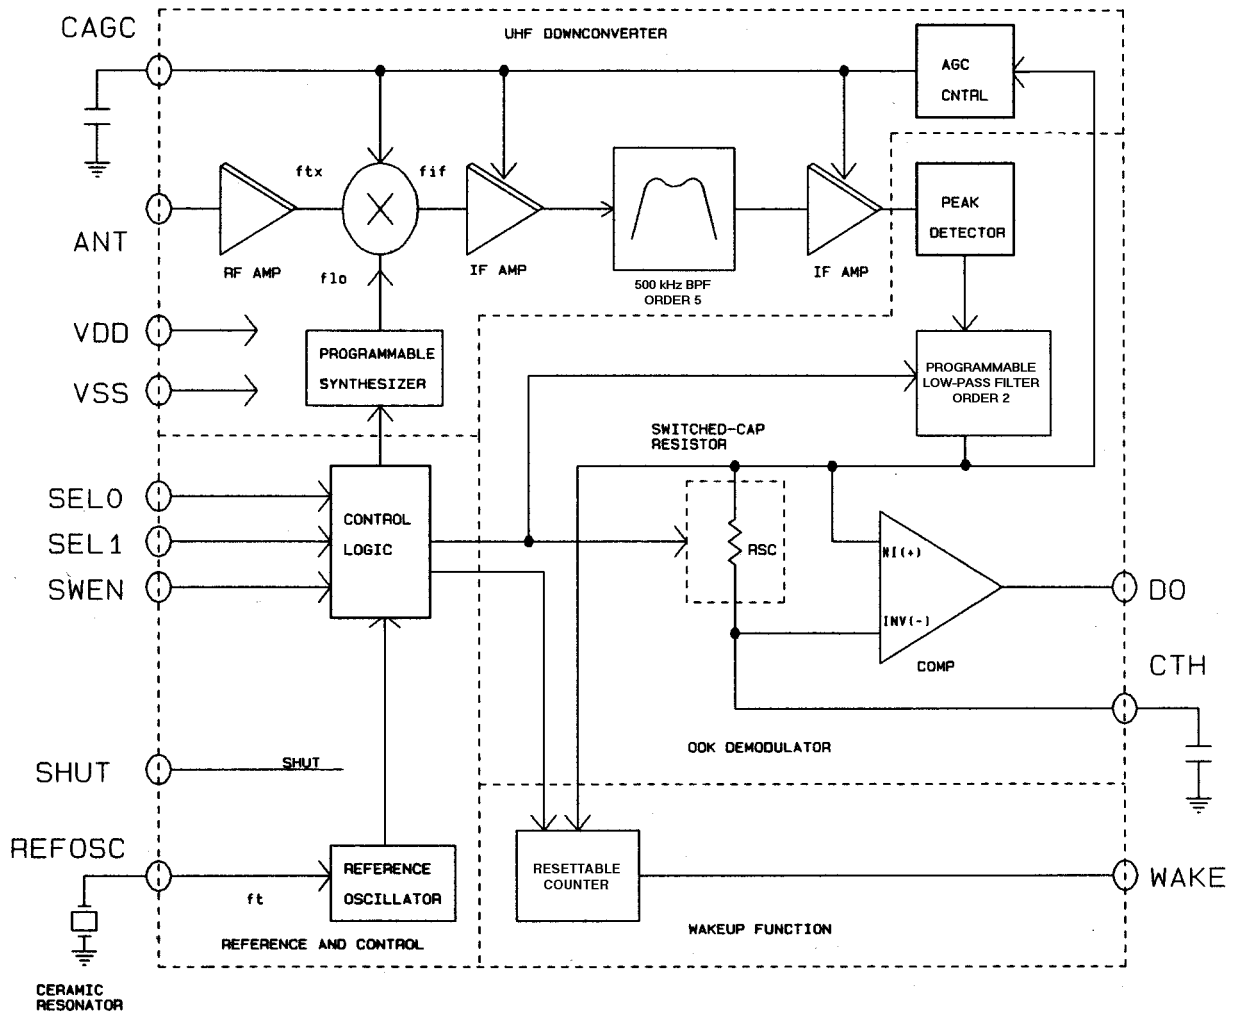 CAGC
UHF DOWNCONVERTER
AGC
CNTRL
ftx
fif
PEAK
DETECTOR
ANT
RF AMP
flo
IF AMP
500 kHz BPF
ORDER 5
IF AMP
VDD
PROGRAMMABLE
SYNTHESIZER
VSS
PROGRAMMABLE
LOW-PASS FILTER
ORDER 2
SWITCHED-CAP
RESISTOR
SEL0
CONTROL
LOGIC
SEL1
RSC
NI(+)
SWEN
DO
INV(-)
COMP
CTH
OOK DEMODULATOR
SHUT
SHUT
REFOSC
REFERENCE
OSCILLATOR
ft
RESETTABLE
COUNTER
WAKE
WAKEUP FUNCTION
REFERENCE AND CONTROL
CERAMIC
RESONATOR